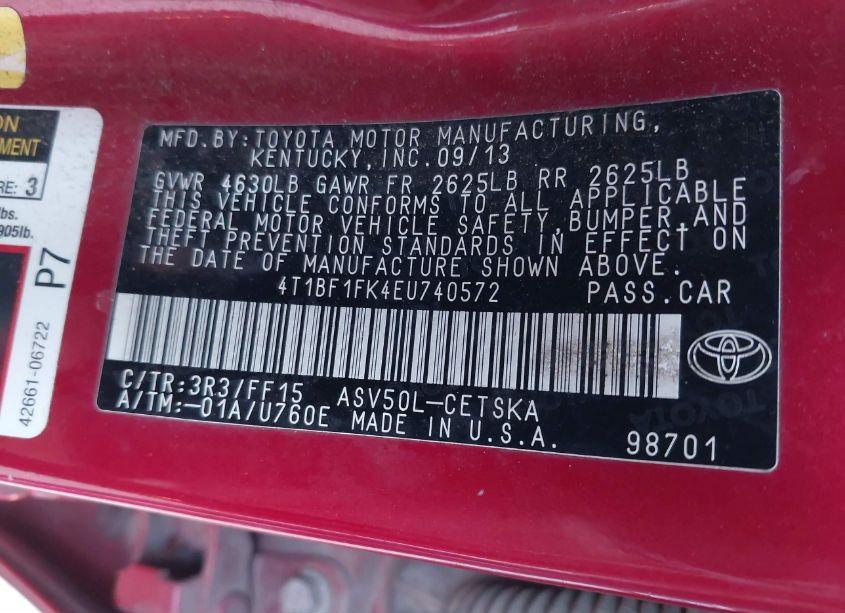 ON
MENT
RE: 3
lbs.
905lb.
P7
42661-06722
MFD. BY: TOYOTA MOTOR MANUFACTURING,
KENTUCKY, INC. 09/13
GVWR 4630LB GAWR FR 2625LB RR 2625LB
THIS VEHICLE CONFORMS TO ALL APPLICABLE
FEDERAL MOTOR VEHICLE SAFETY, BUMPER, AND
THEFT PREVENTION STANDARDS IN EFFECT ON
THE DATE OF MANUFACTURE SHOWN ABOVE.
4T1BF1FK4EU740572 PASS.CAR
C/TR: 3R3/FF15 ASV50L-CETSKA
A/TM: -01A/U760E MADE IN U.S.A.
98701